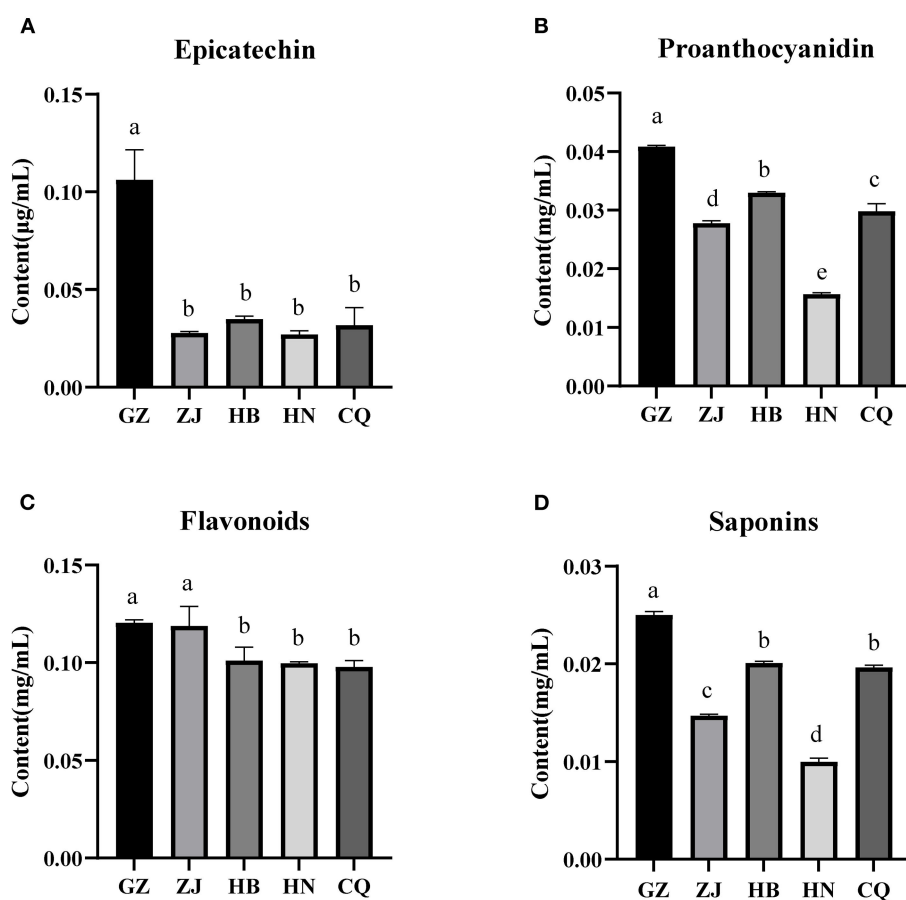 A
Epicatechin
Content(μg/mL)
0.15
0.10
0.05
0.00
a
b
b
b
b
GZ ZJ HB HN CQ
B
Proanthocyanidin
Content(mg/mL)
0.05
0.04
0.03
0.02
0.01
0.00
a
d
b
e
c
GZ ZJ HB HN CQ
C
Flavonoids
Content(mg/mL)
0.15
0.10
0.05
0.00
a
a
b
b
b
GZ ZJ HB HN CQ
D
Saponins
Content(mg/mL)
0.03
0.02
0.01
0.00
a
c
b
d
b
GZ ZJ HB HN CQ